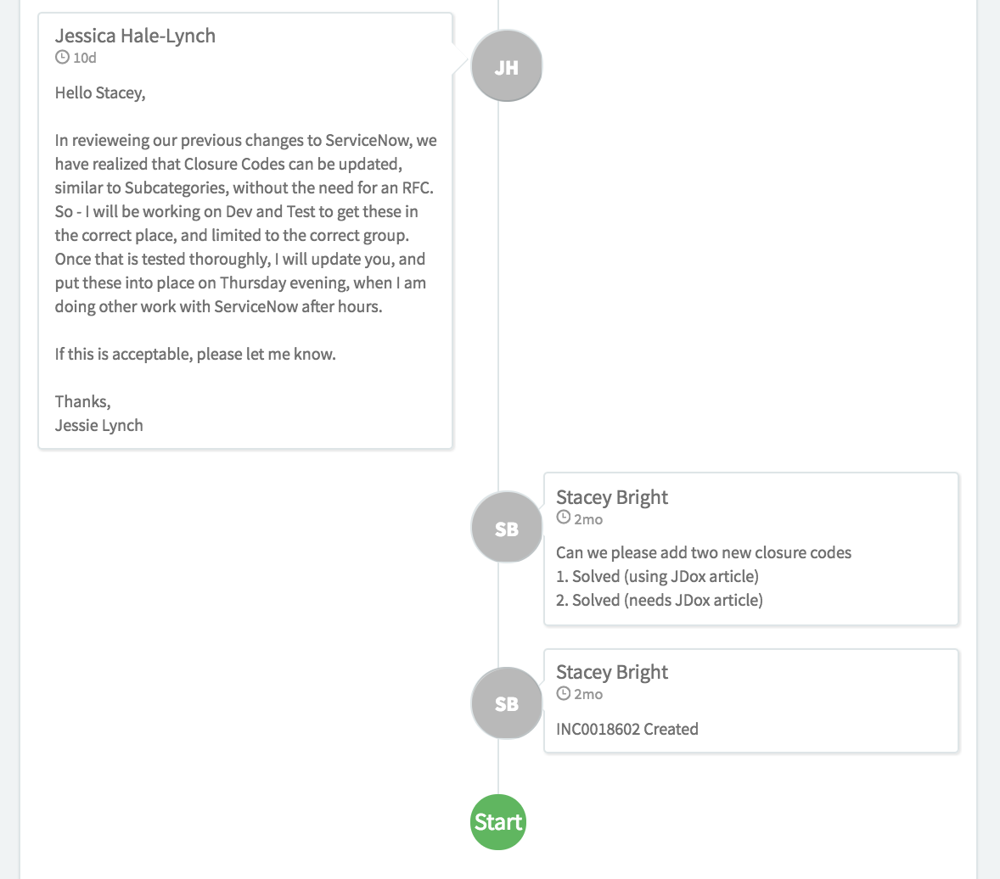 Jessica Hale-Lynch
10d
Hello Stacey,
In revieweing our previous changes to ServiceNow, we
have realized that Closure Codes can be updated,
similar to Subcategories, without the need for an RFC.
So - I will be working on Dev and Test to get these in
the correct place, and limited to the correct group.
Once that is tested thoroughly, I will update you, and
put these into place on Thursday evening, when I am
doing other work with ServiceNow after hours.
If this is acceptable, please let me know.
Thanks,
Jessie Lynch
JH
SB
Stacey Bright
2mo
Can we please add two new closure codes
1. Solved (using JDox article)
2. Solved (needs JDox article)
SB
Stacey Bright
2mo
INC0018602 Created
Start